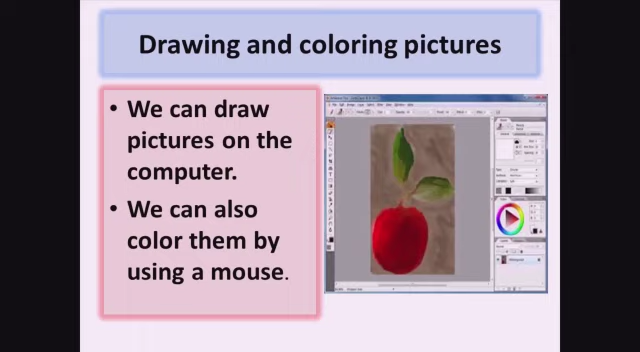 Drawing and coloring pictures
• We can draw
pictures on the
computer.
• We can also
color them by
using a mouse.